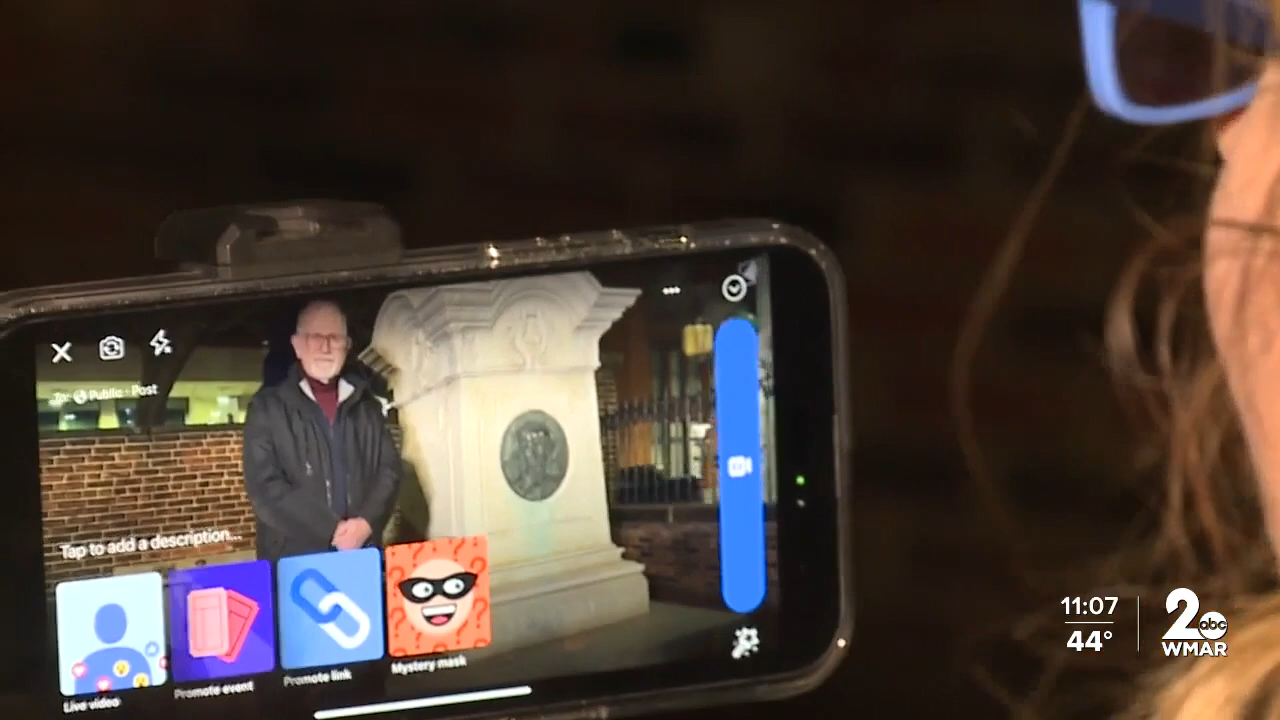 To: Public · Post
Tap to add a description...
Live video
Promote event
Promote link
Mystery mask
11:07
44°
2 abc
WMAR